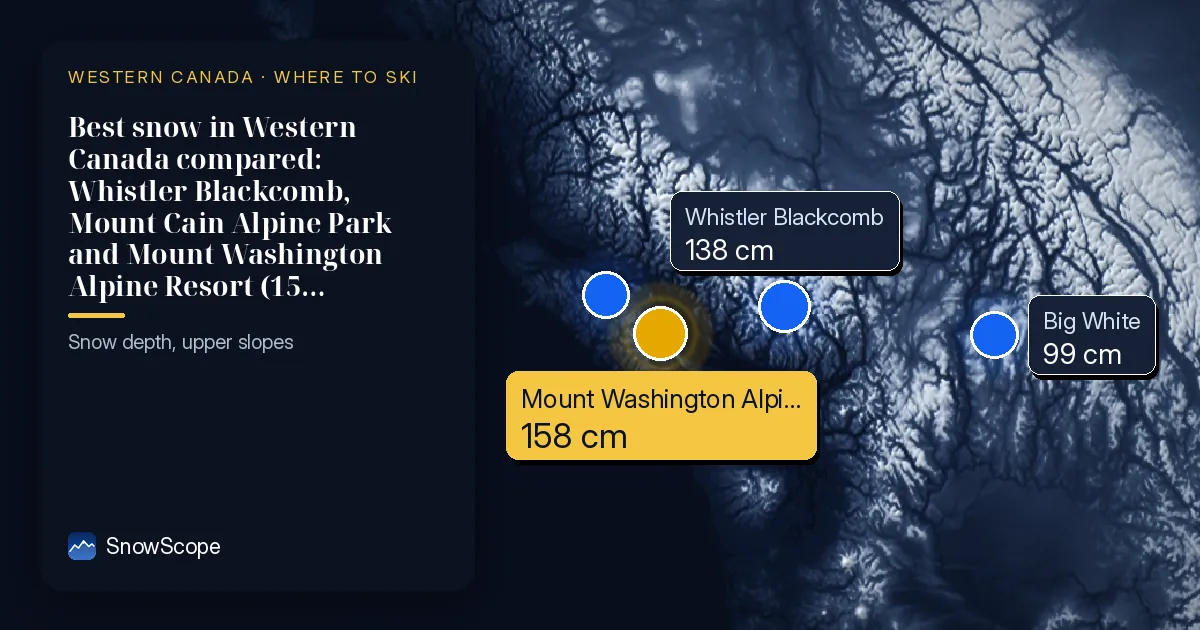 WESTERN CANADA · WHERE TO SKI
Best snow in Western
Canada compared:
Whistler Blackcomb,
Mount Cain Alpine Park
and Mount Washington
Alpine Resort (15...
Snow depth, upper slopes
SnowScope
Whistler Blackcomb
138 cm
Big White
99 cm
Mount Washington Alpi...
158 cm